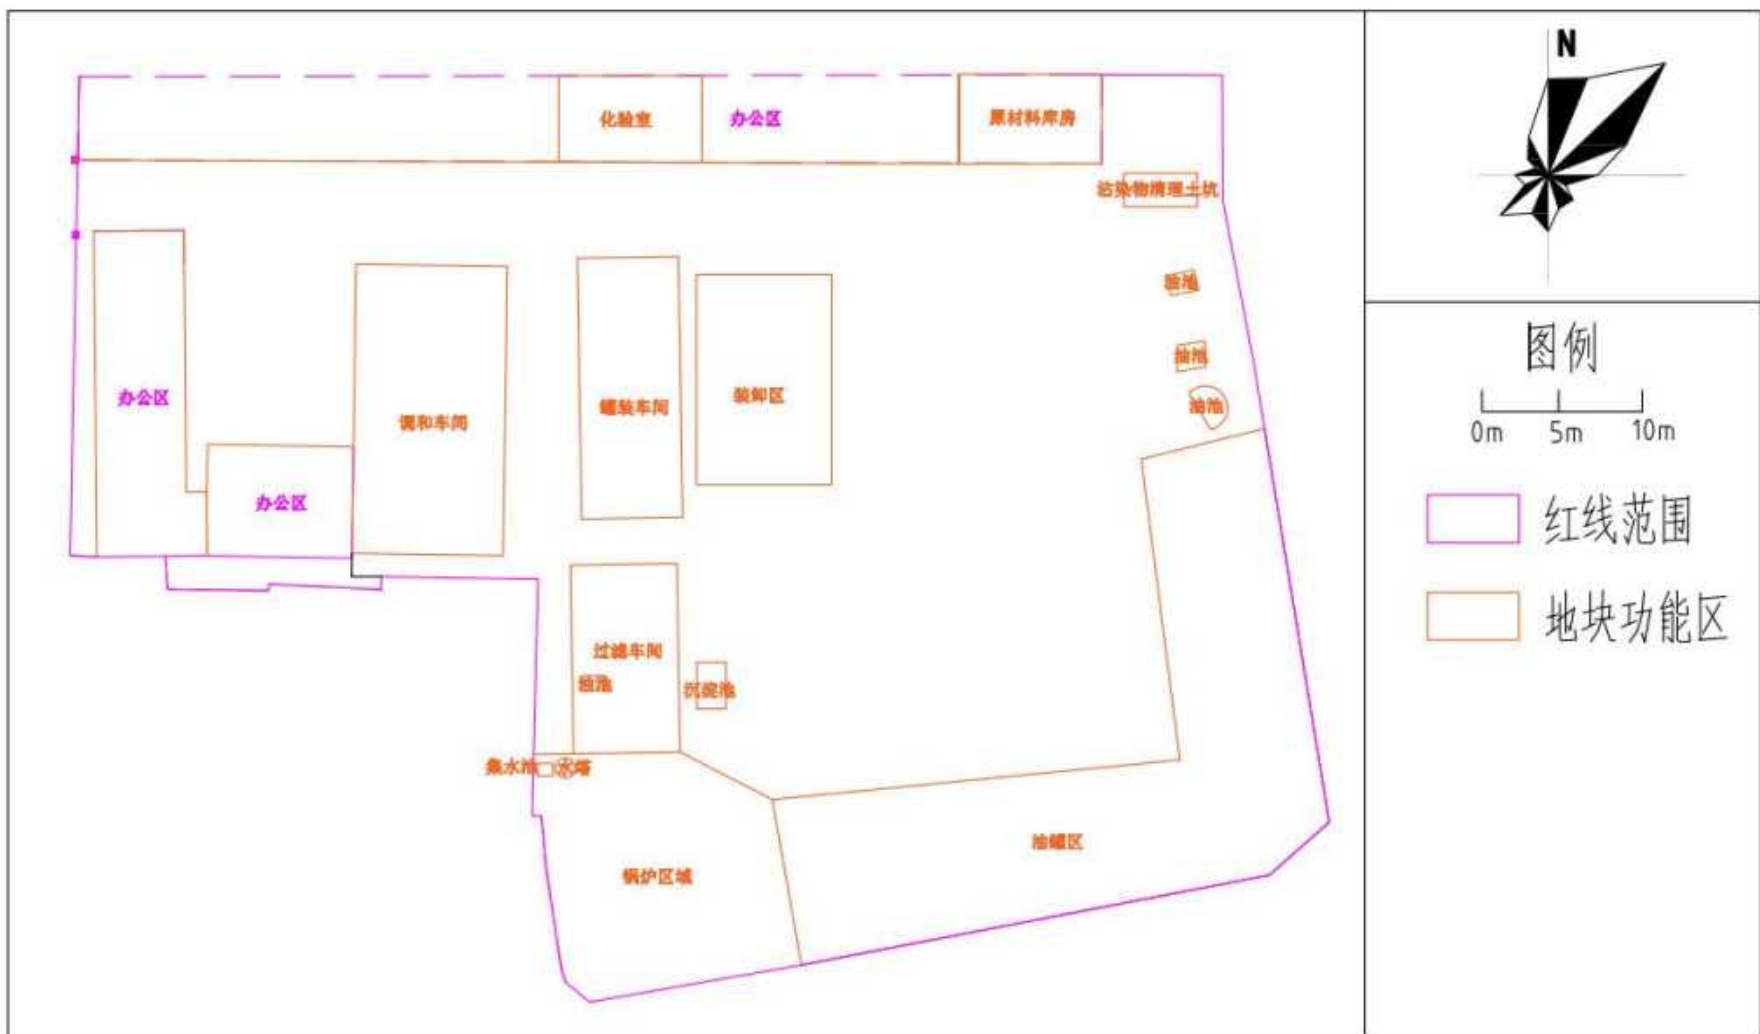 N
化验室
办公区
原材料库房
沾染物清理土坑
油池
油池
油池
办公区
调和车间
罐装车间
装卸区
办公区
过滤车间
油池
沉淀池
集水池
水塔
锅炉区域
油罐区
图例
0m 5m 10m
红线范围
地块功能区